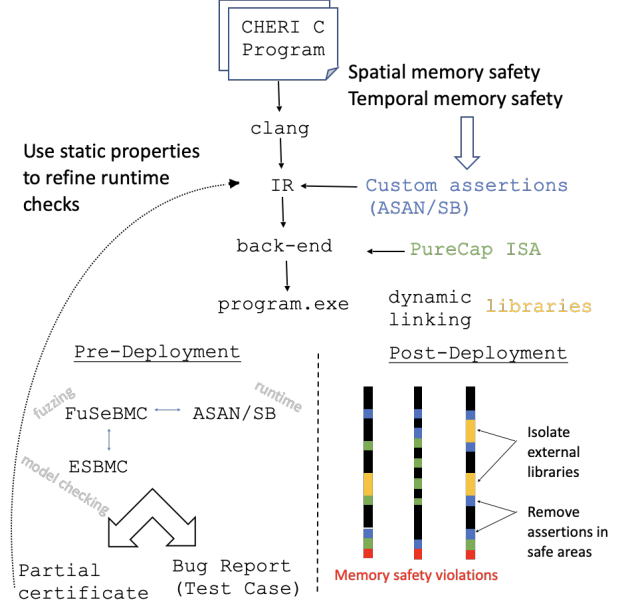 CHERI C
Program
Spatial memory safety
Temporal memory safety
clang
Use static properties
to refine runtime
checks
IR
Custom assertions
(ASAN/SB)
back-end
PureCap ISA
program.exe
dynamic
linking
libraries
Pre-Deployment
Post-Deployment
fuzzing
runtime
FuSeBMC
ASAN/SB
ESBMC
model checking
Isolate
external
libraries
Remove
assertions in
safe areas
Partial
certificate
Bug Report
(Test Case)
Memory safety violations